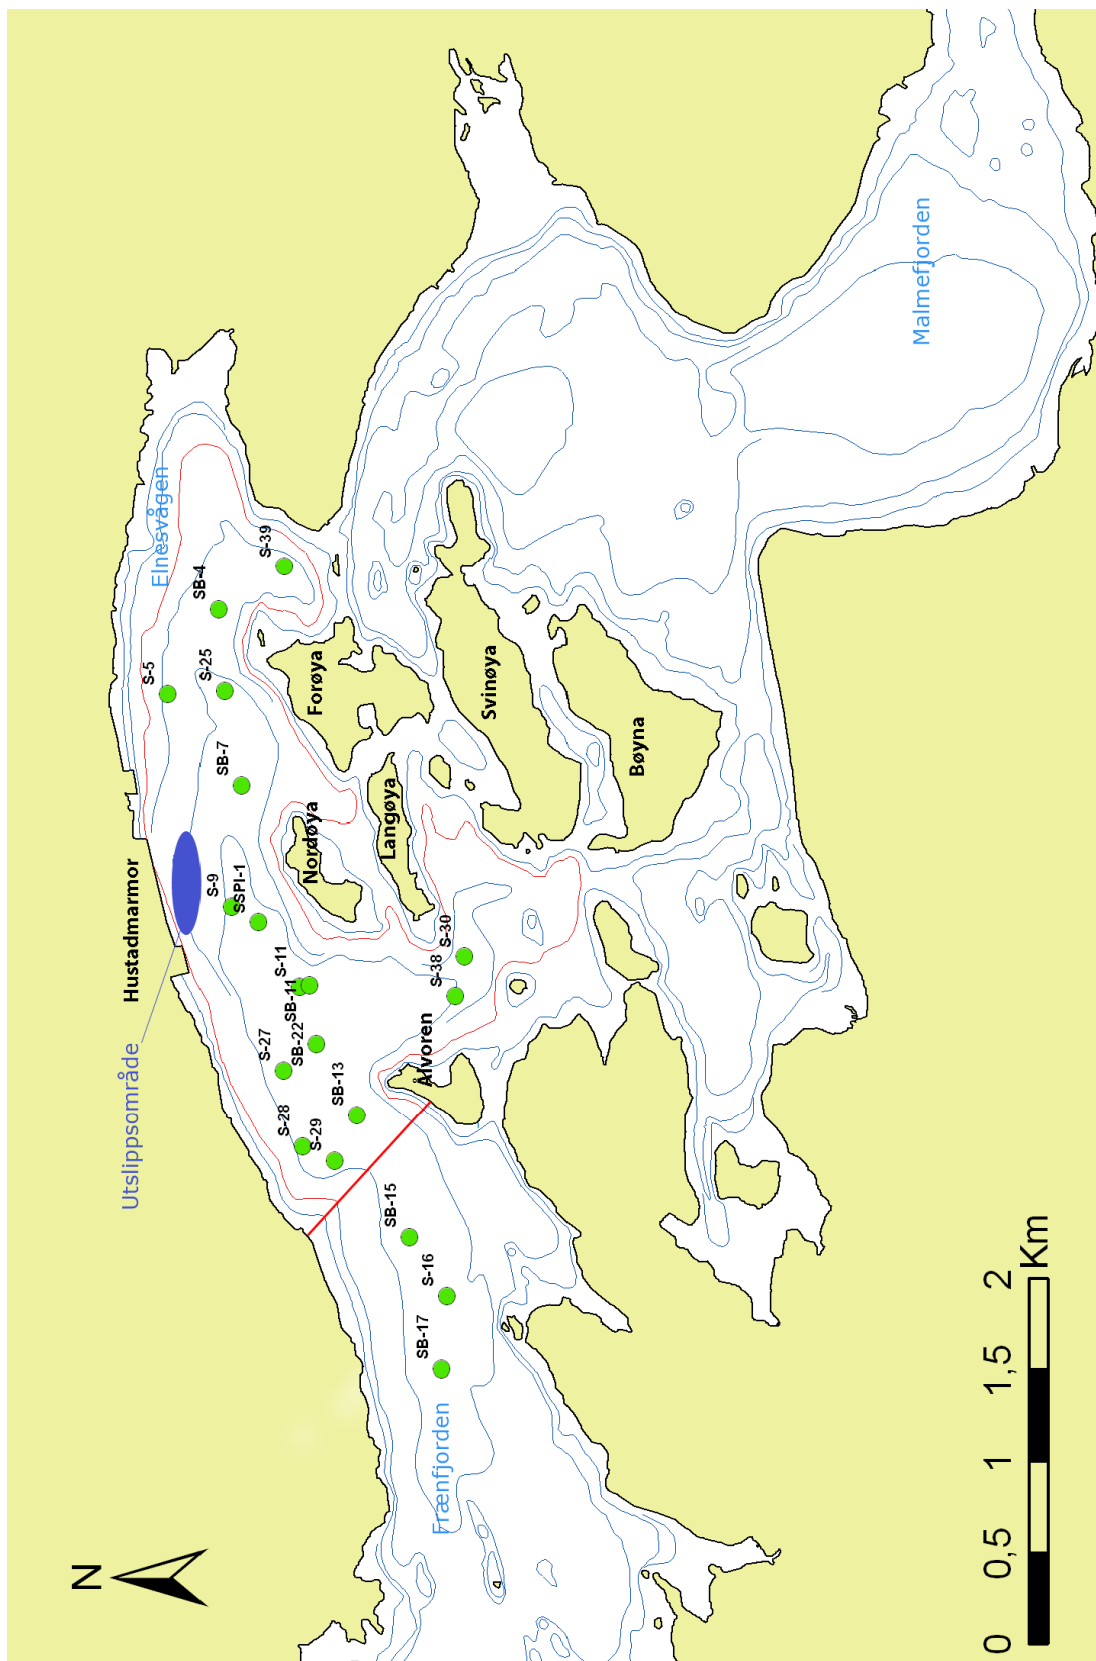 N
Utslippsområde
Hustadmarmor
Elnesvågen
S-5
SB-4
S-39
S-25
SB-7
S-9
SSPI-1
S-11
SB-11
S-27
SB-22
SB-13
S-28
S-29
SB-15
S-16
SB-17
S-38
S-30
Nordøya
Forøya
Langøya
Svinøya
Bøyna
Ålvoren
Frænfjorden
Malmefjorden
0 0,5 1 1,5 2
Km